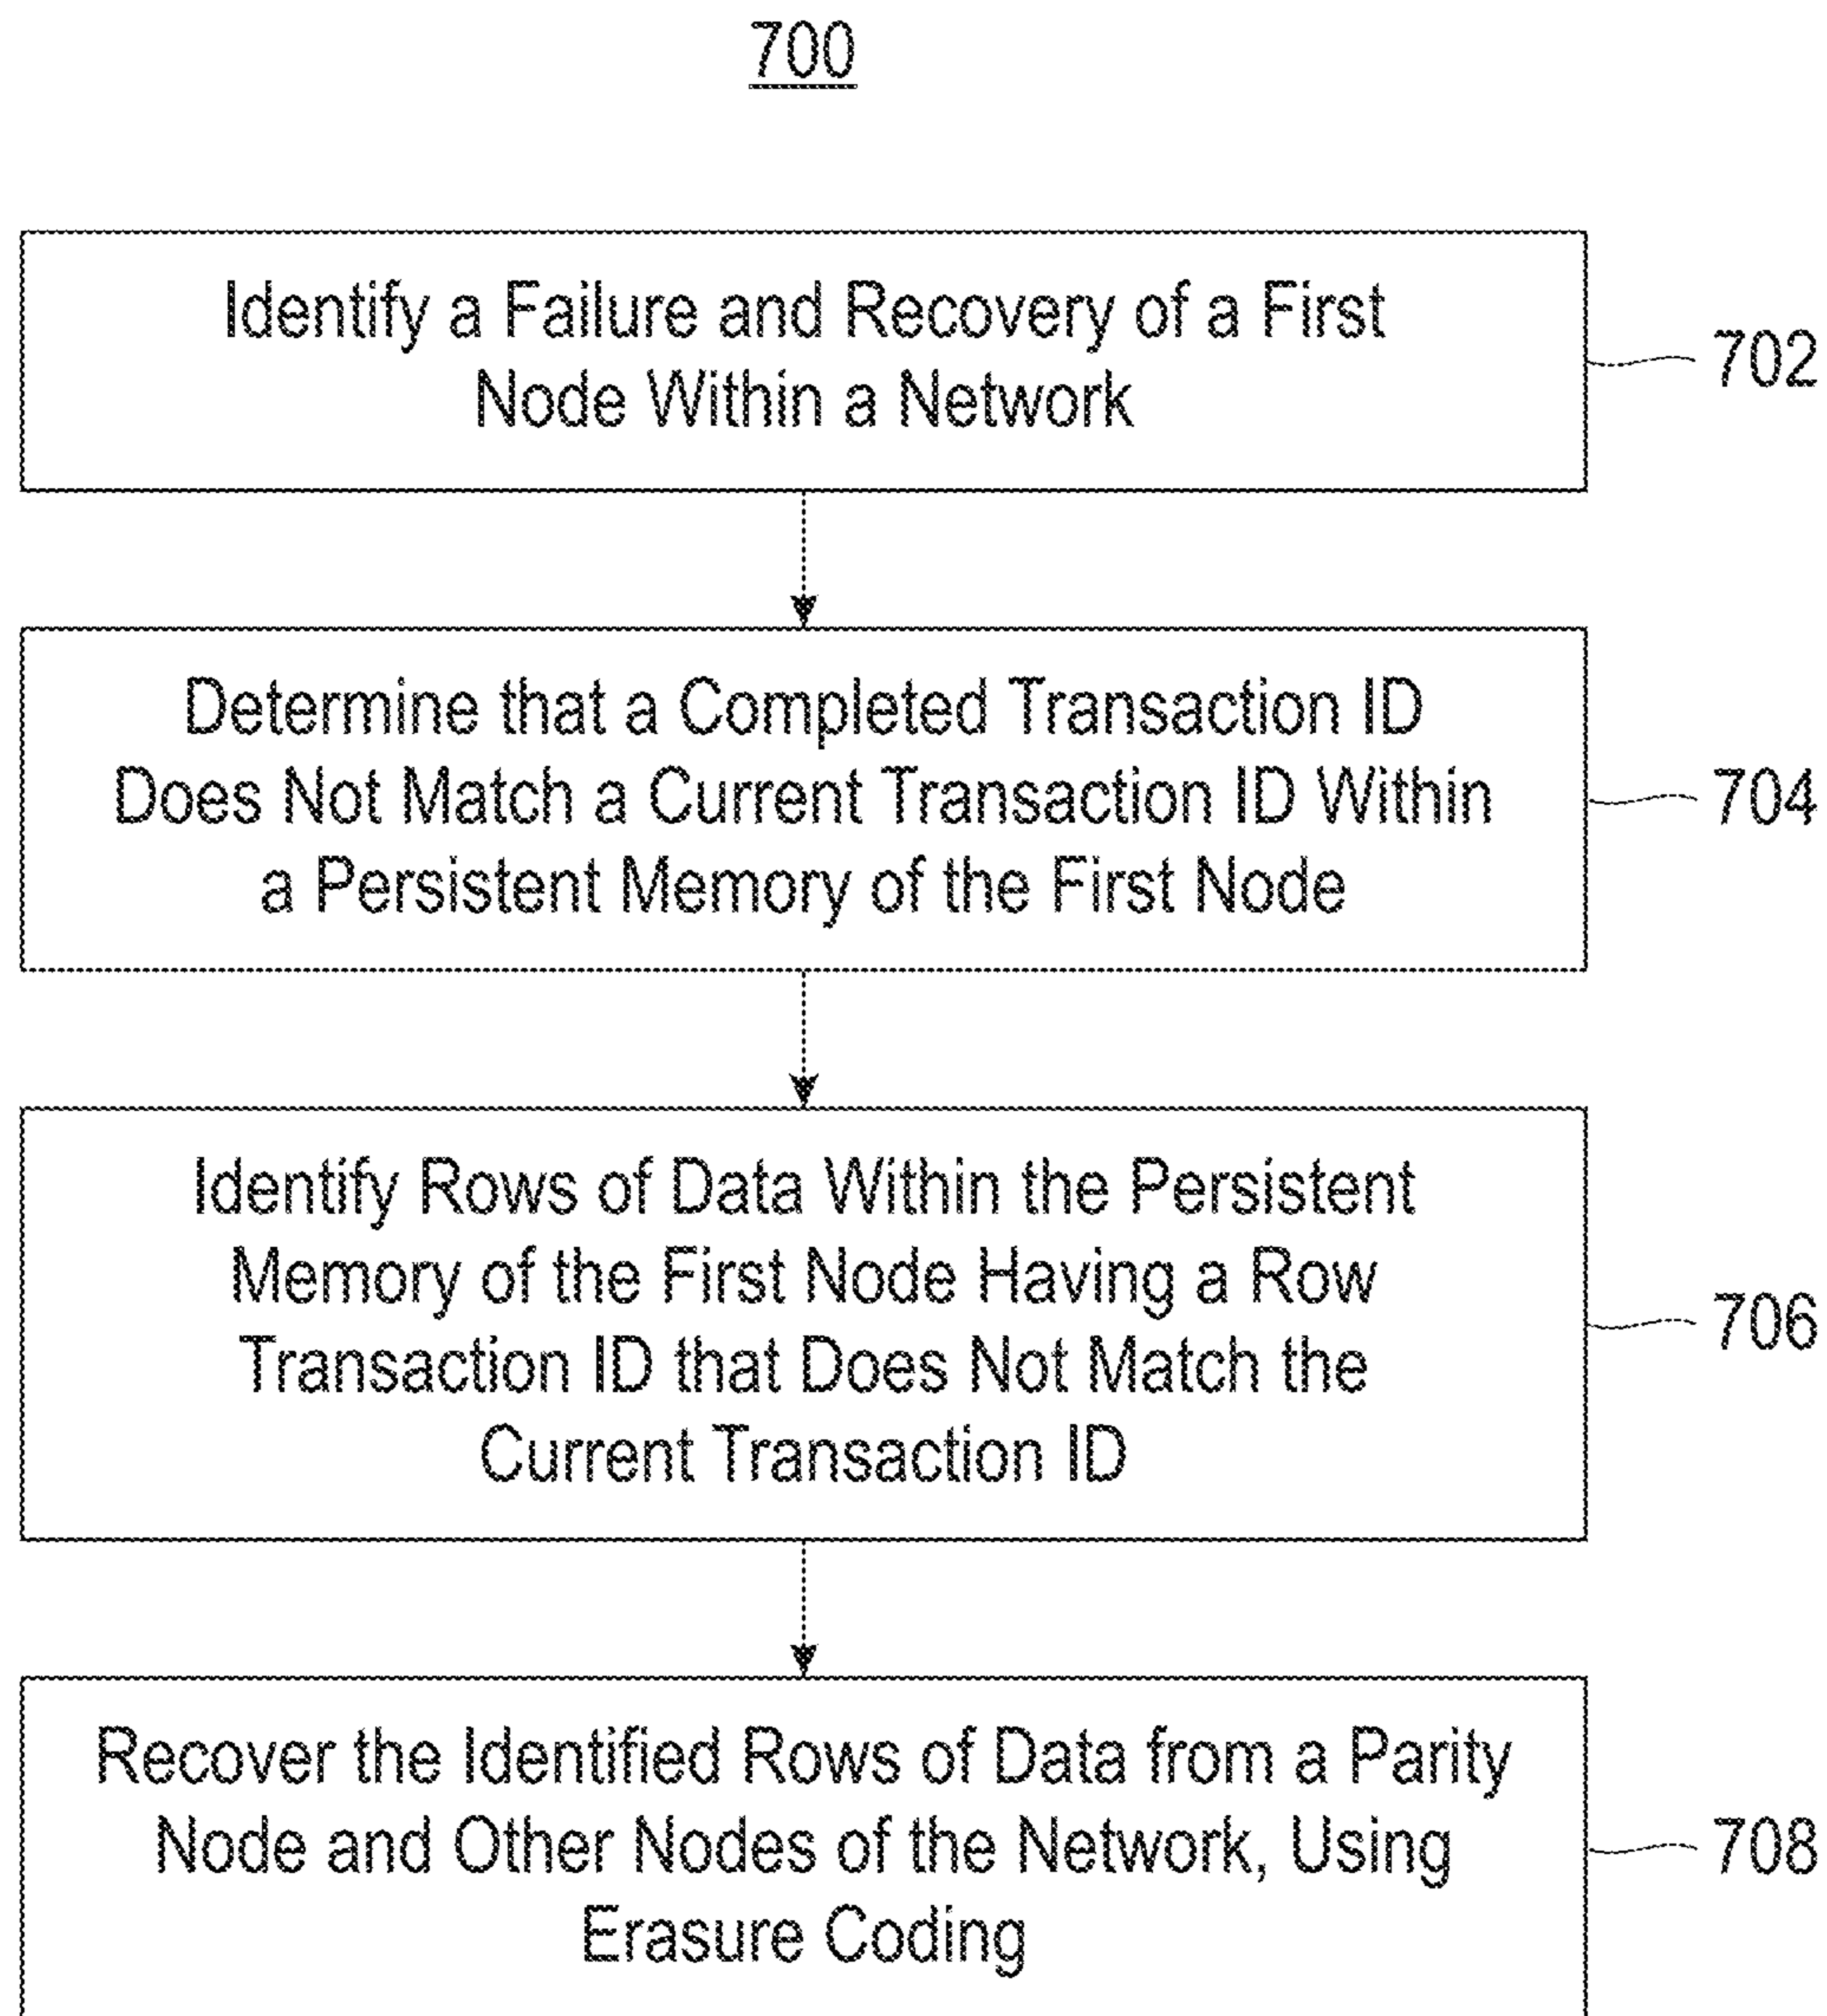 700
Identify a Failure and Recovery of a First
Node Within a Network
702
Determine that a Completed Transaction ID
Does Not Match a Current Transaction ID Within
a Persistent Memory of the First Node
704
Identify Rows of Data Within the Persistent
Memory of the First Node Having a Row
Transaction ID that Does Not Match the
Current Transaction ID
706
Recover the Identified Rows of Data from a Parity
Node and Other Nodes of the Network, Using
Erasure Coding
708